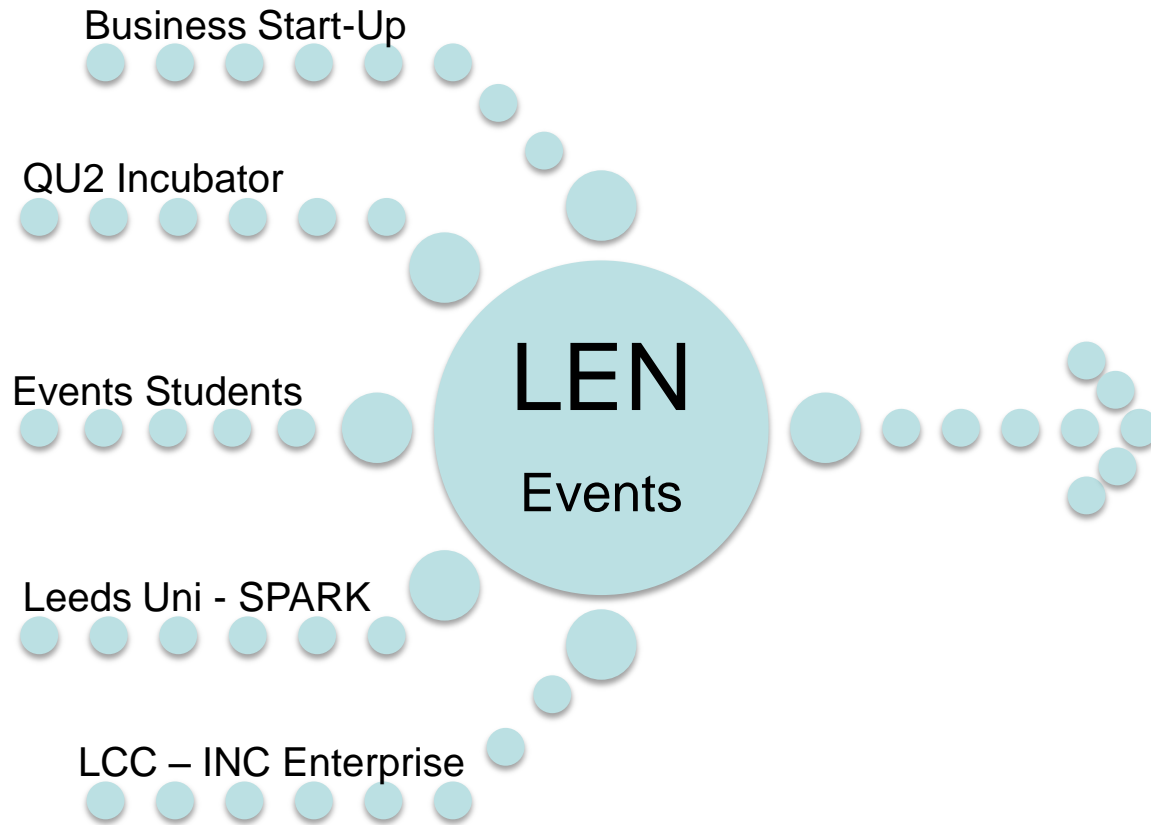 Business Start-Up
QU2 Incubator
LEN
Events Students
Events
Leeds Uni - SPARK
LCC – INC Enterprise